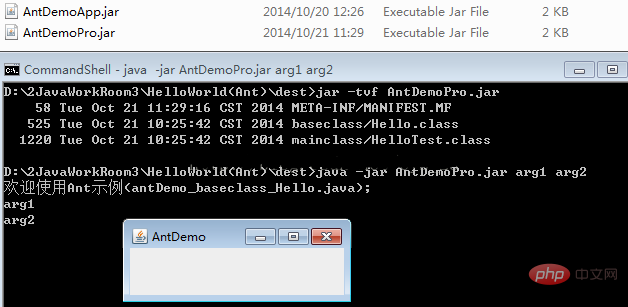 AntDemoApp.jar 2014/10/20 12:26 Executable Jar File 2 KB
AntDemoPro.jar 2014/10/21 11:29 Executable Jar File 2 KB
CommandShell - java -jar AntDemoPro.jar arg1 arg2
D:\2JavaWorkRoom3\HelloWorld(Ant)\dest>jar -tvf AntDemoPro.jar
58 Tue Oct 21 11:29:16 CST 2014 META-INF/MANIFEST.MF
525 Tue Oct 21 10:25:42 CST 2014 baseclass/Hello.class
1220 Tue Oct 21 10:25:42 CST 2014 mainclass/HelloTest.class
D:\2JavaWorkRoom3\HelloWorld(Ant)\dest>java -jar AntDemoPro.jar arg1 arg2
欢迎使用Ant示例(antDemo_baseclass_Hello.java);
arg1
arg2
AntDemo
php 中文网